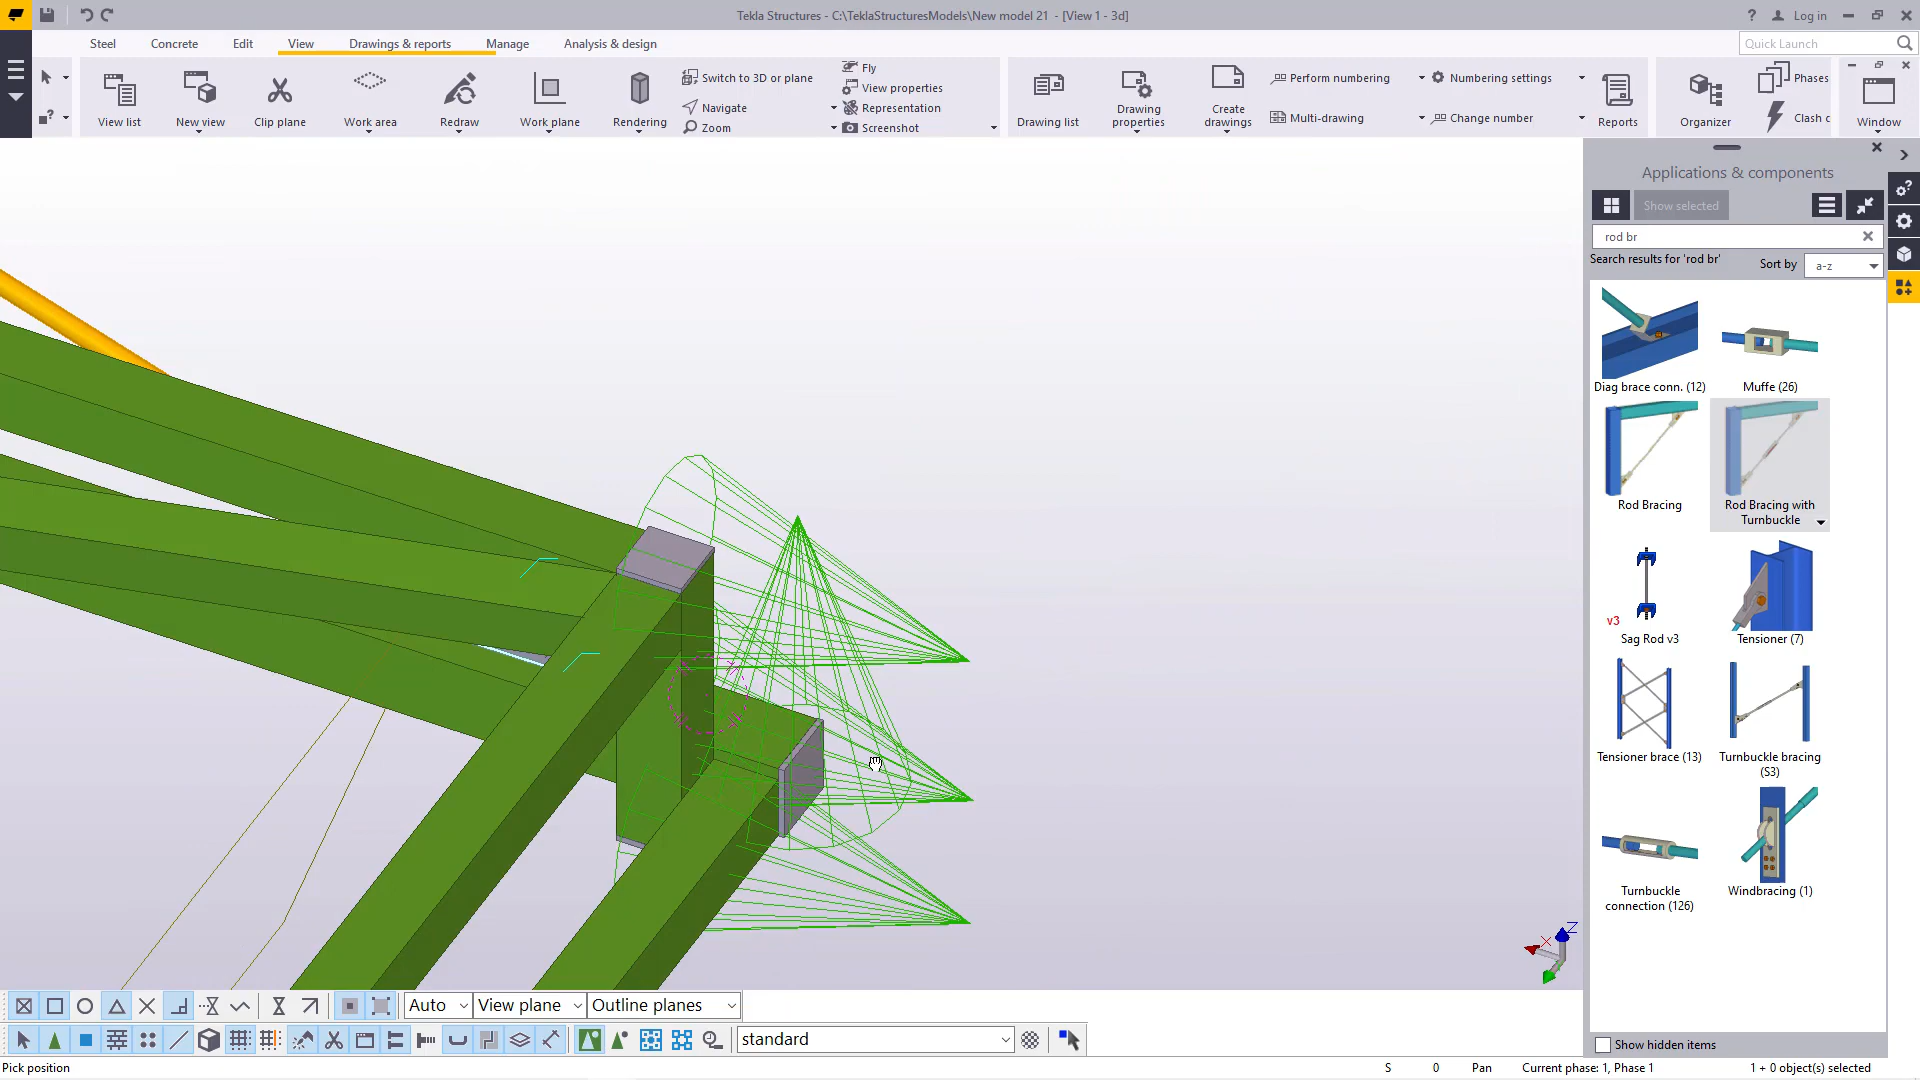 Tekla Structures - C:\TeklaStructuresModels\New model 21 - [View 1 - 3d]
? Log in
Steel Concrete Edit View Drawings & reports Manage Analysis & design
Quick Launch
View list
New view
Clip plane
Work area
Redraw
Work plane
Rendering
Switch to 3D or plane
Navigate
Zoom
Fly
View properties
Representation
Screenshot
Drawing list
Drawing properties
Create drawings
Perform numbering
Multi-drawing
Numbering settings
Change number
Reports
Organizer
Phases
Clash c
Window
Applications & components
Show selected
rod br
Search results for 'rod br'
Sort by a-z
Diag brace conn. (12)
Muffe (26)
Rod Bracing
Rod Bracing with
Turnbuckle
v3
Sag Rod v3
Tensioner (7)
Tensioner brace (13)
Turnbuckle bracing
(S3)
Turnbuckle
connection (126)
Windbracing (1)
Z
X
Show hidden items
Auto View plane Outline planes
standard
Pick position S 0 Pan Current phase: 1, Phase 1 1 + 0 object(s) selected